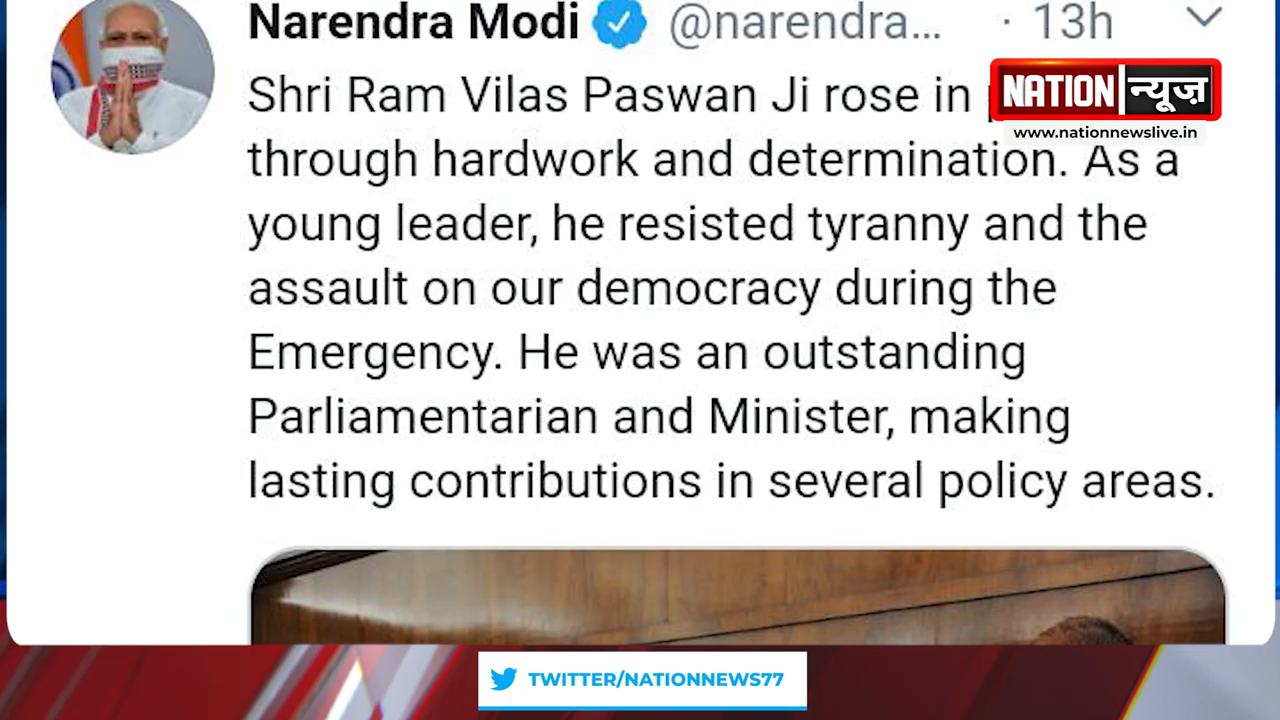 Narendra Modi @narendra... · 13h
Shri Ram Vilas Paswan Ji rose in
NATION न्यूज़
www.nationnewslive.in
through hardwork and determination. As a
young leader, he resisted tyranny and the
assault on our democracy during the
Emergency. He was an outstanding
Parliamentarian and Minister, making
lasting contributions in several policy areas.
TWITTER/NATIONNEWS77